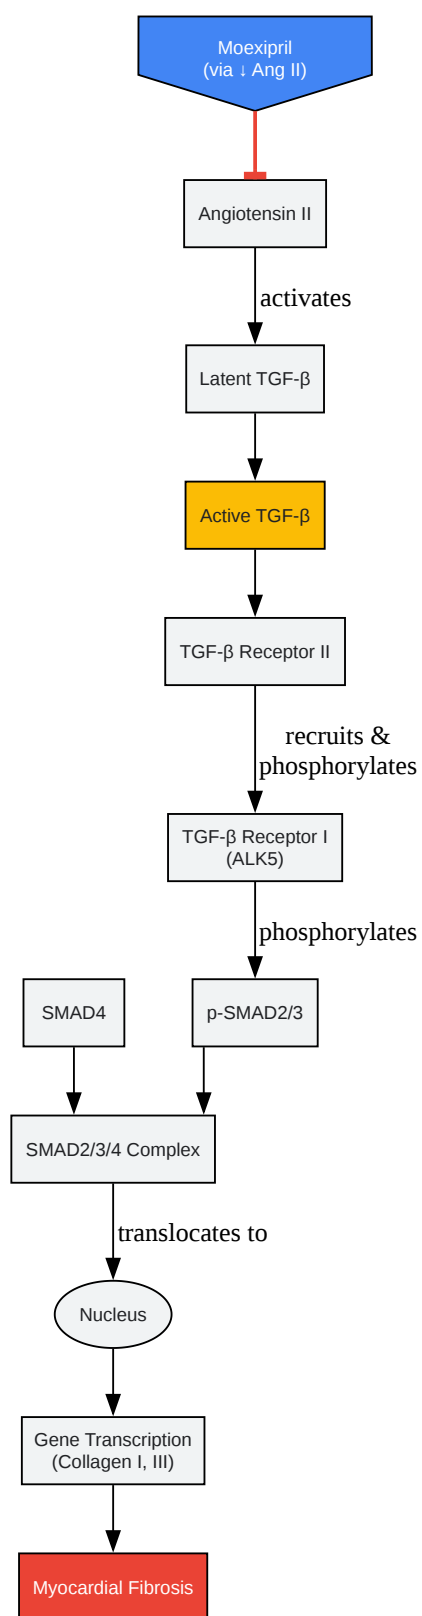 Moexipril
(via ↓ Ang II)
Angiotensin II
activates
Latent TGF-β
Active TGF-β
TGF-β Receptor II
recruits &
phosphorylates
TGF-β Receptor I
(ALK5)
phosphorylates
SMAD4
p-SMAD2/3
SMAD2/3/4 Complex
translocates to
Nucleus
Gene Transcription
(Collagen I, III)
Myocardial Fibrosis